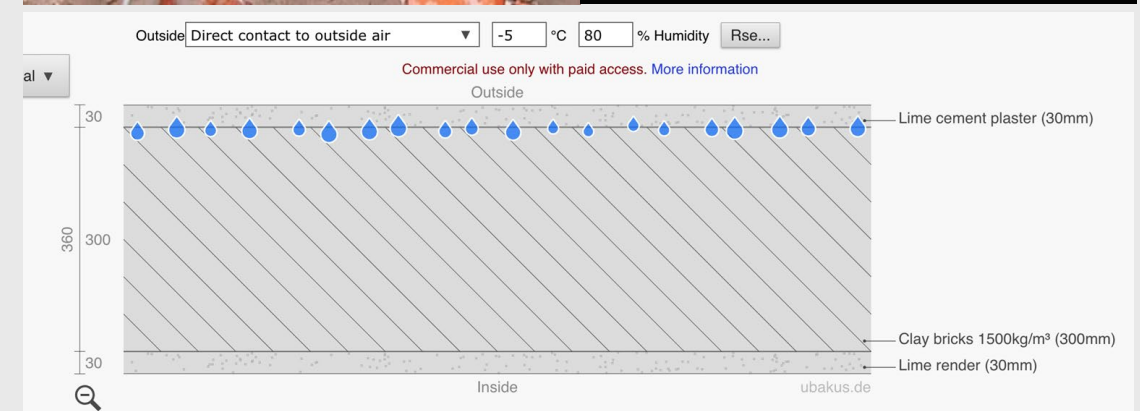 Outside Direct contact to outside air ▼ -5 °C 80 % Humidity Rse...
al ▼
Commercial use only with paid access. More information
Outside
30
Lime cement plaster (30mm)
360
300
Clay bricks 1500kg/m³ (300mm)
30
Lime render (30mm)
Inside
ubakus.de